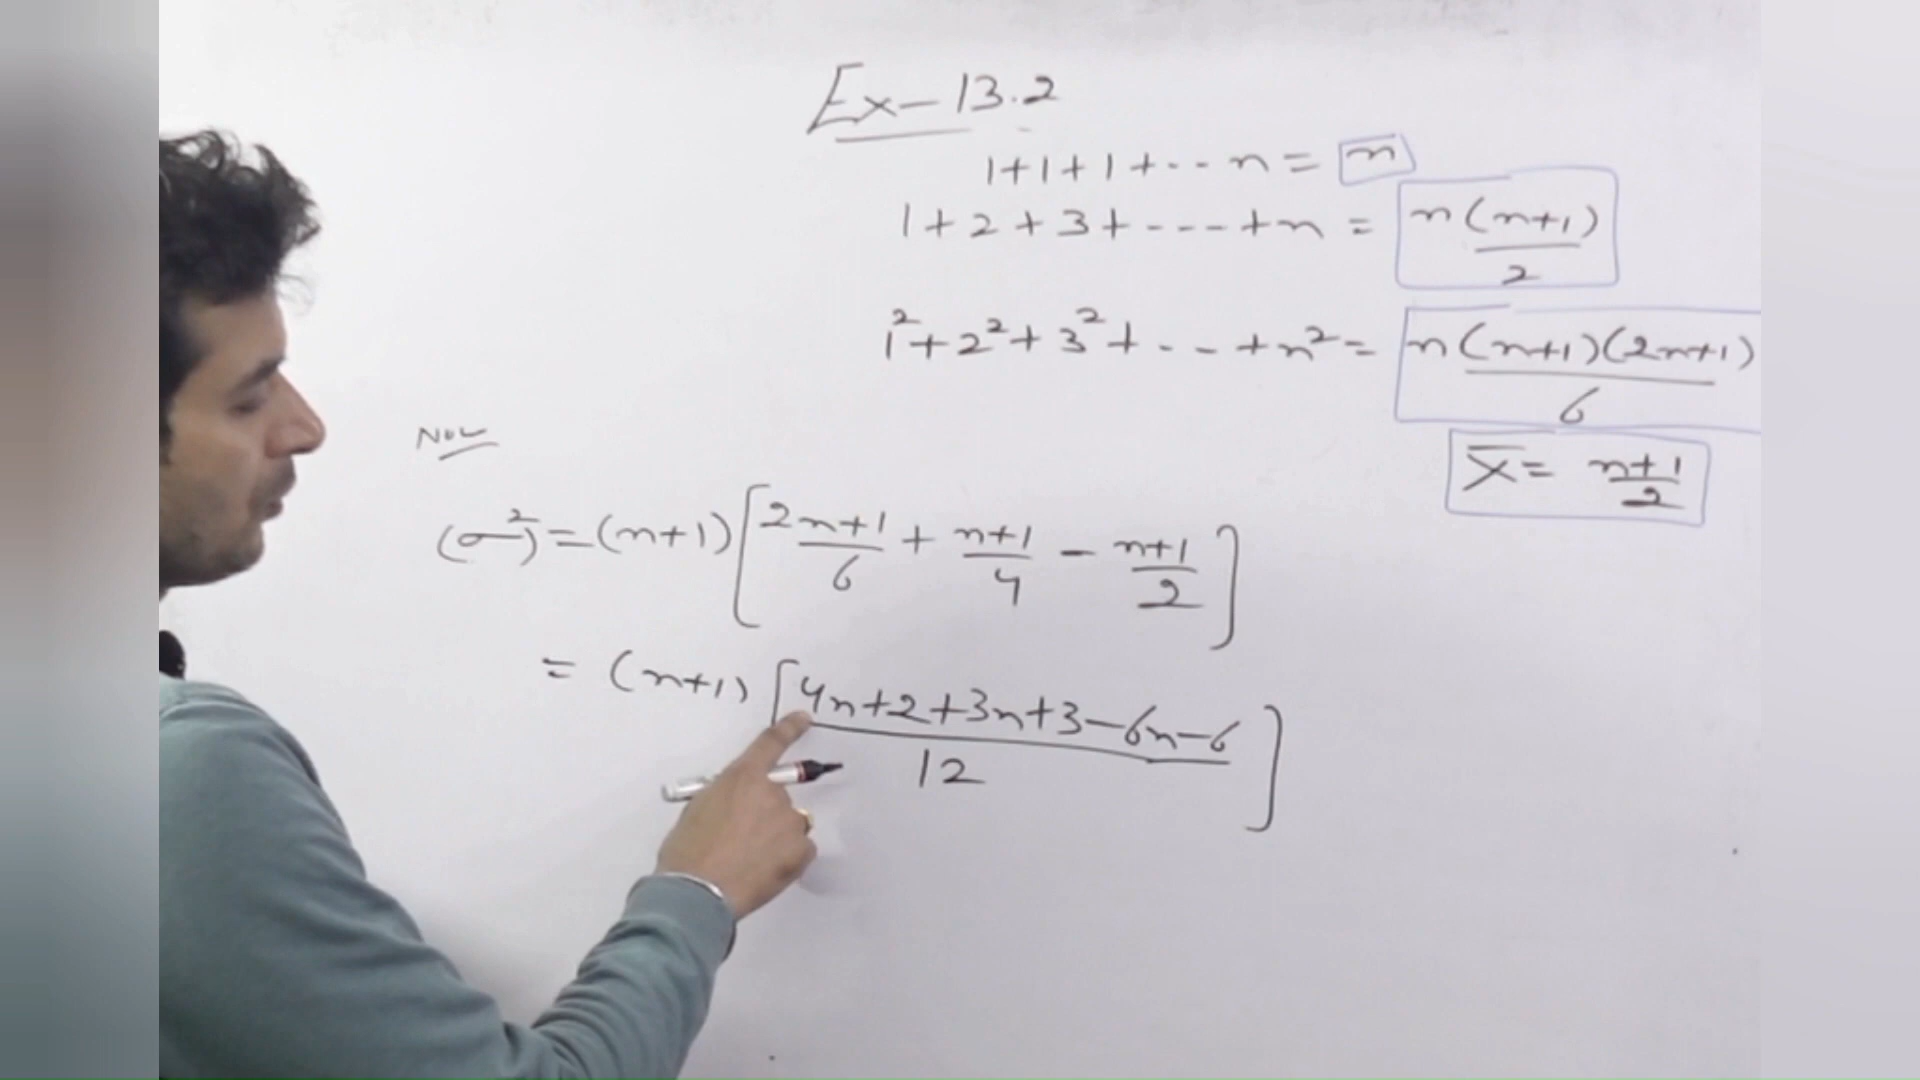 Ex-13.2
1+1+1+--n = n
1+2+3+----+n = n(n+1)/2
1²+2²+3²+--+n² = n(n+1)(2n+1)/6
x̄ = n+1/2
Now
(σ²) = (n+1)[2n+1/6 + n+1/4 - n+1/2]
= (n+1)[4n+2+3n+3-6n-6/12]